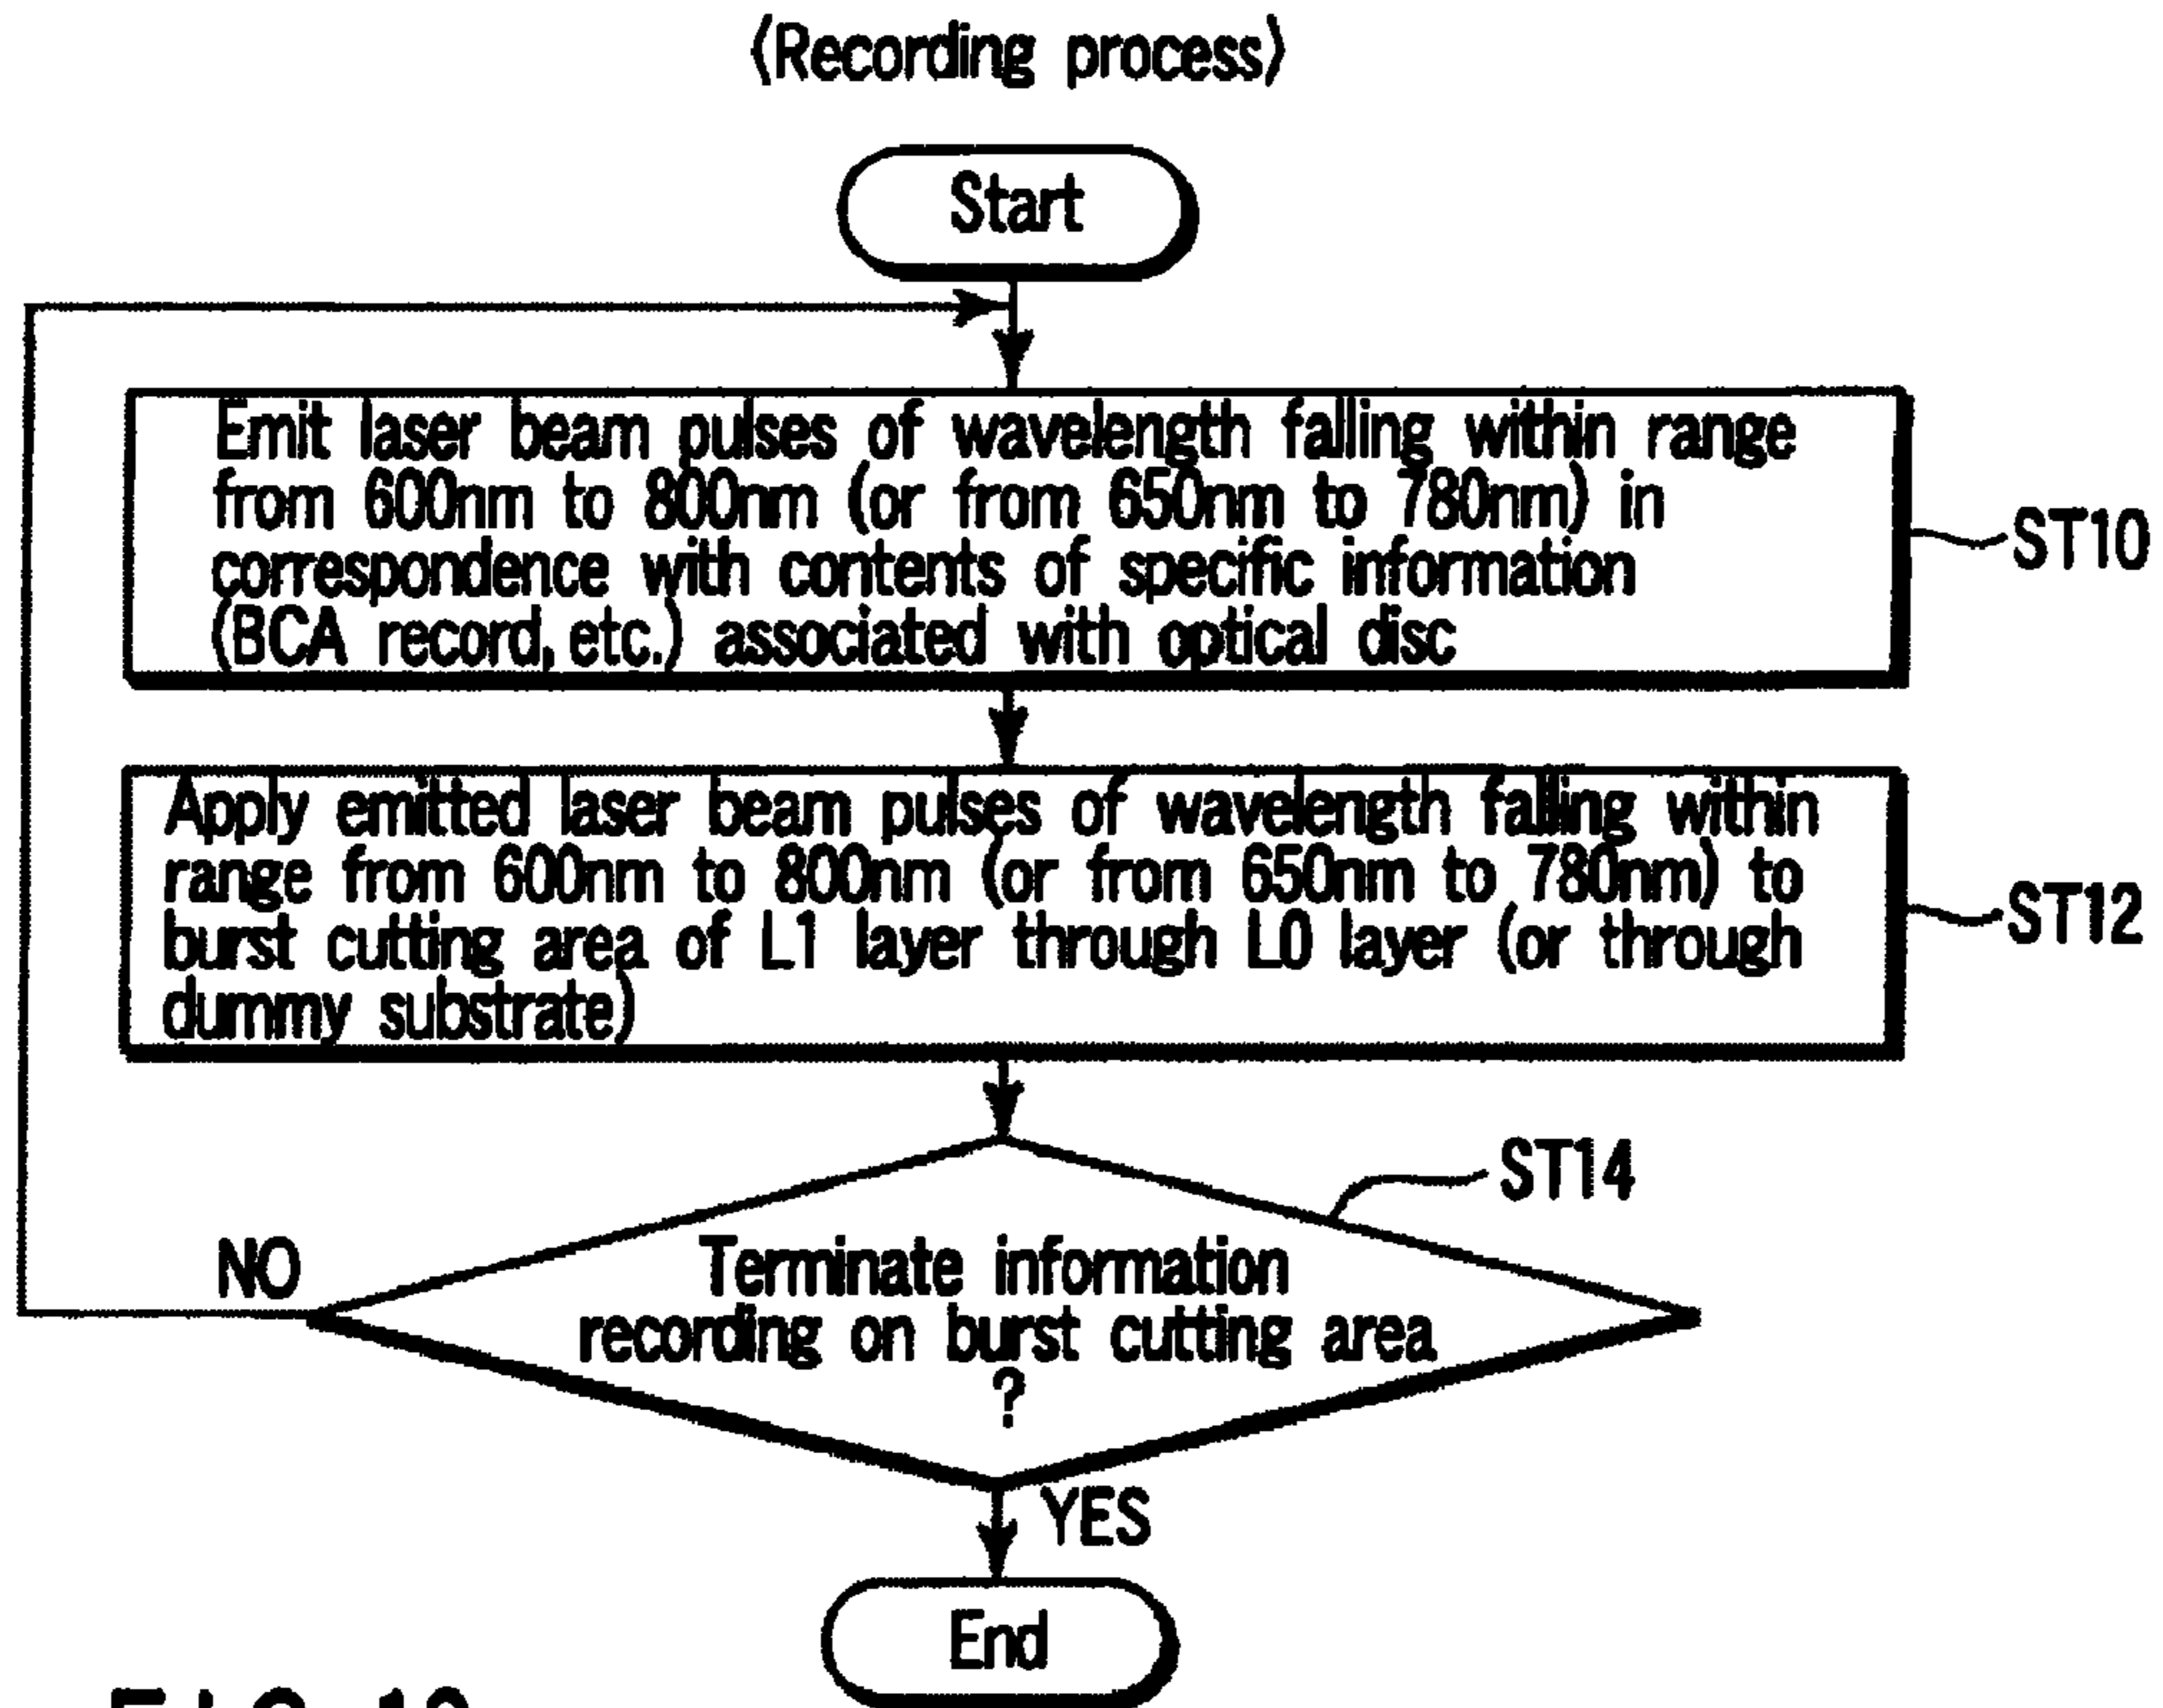 (Recording process)
Start
Emit laser beam pulses of wavelength falling within range
from 600nm to 800nm (or from 650nm to 780nm) in
correspondence with contents of specific information
(BCA record, etc.) associated with optical disc
ST10
Apply emitted laser beam pulses of wavelength falling within
range from 600nm to 800nm (or from 650nm to 780nm) to
burst cutting area of L1 layer through L0 layer (or through
dummy substrate)
ST12
ST14
NO
Terminate information
recording on burst cutting area
?
YES
End